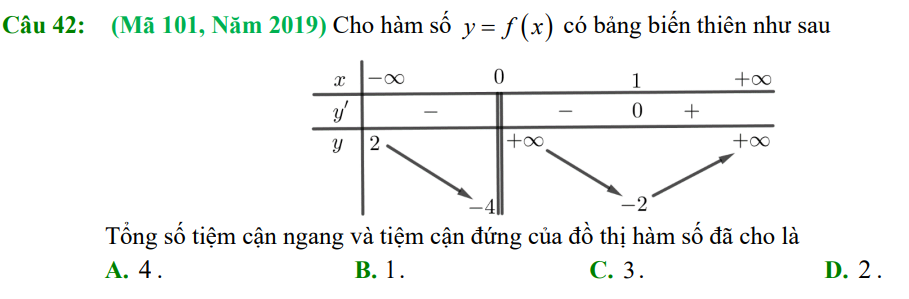 Câu 42: (Mã 101, Năm 2019) Cho hàm số y = f(x) có bảng biến thiên như sau
x −∞ 0 1 +∞
y′ − − 0 +
y 2 +∞ +∞
−4 −2
Tổng số tiệm cận ngang và tiệm cận đứng của đồ thị hàm số đã cho là
A. 4 . B. 1 . C. 3 . D. 2 .